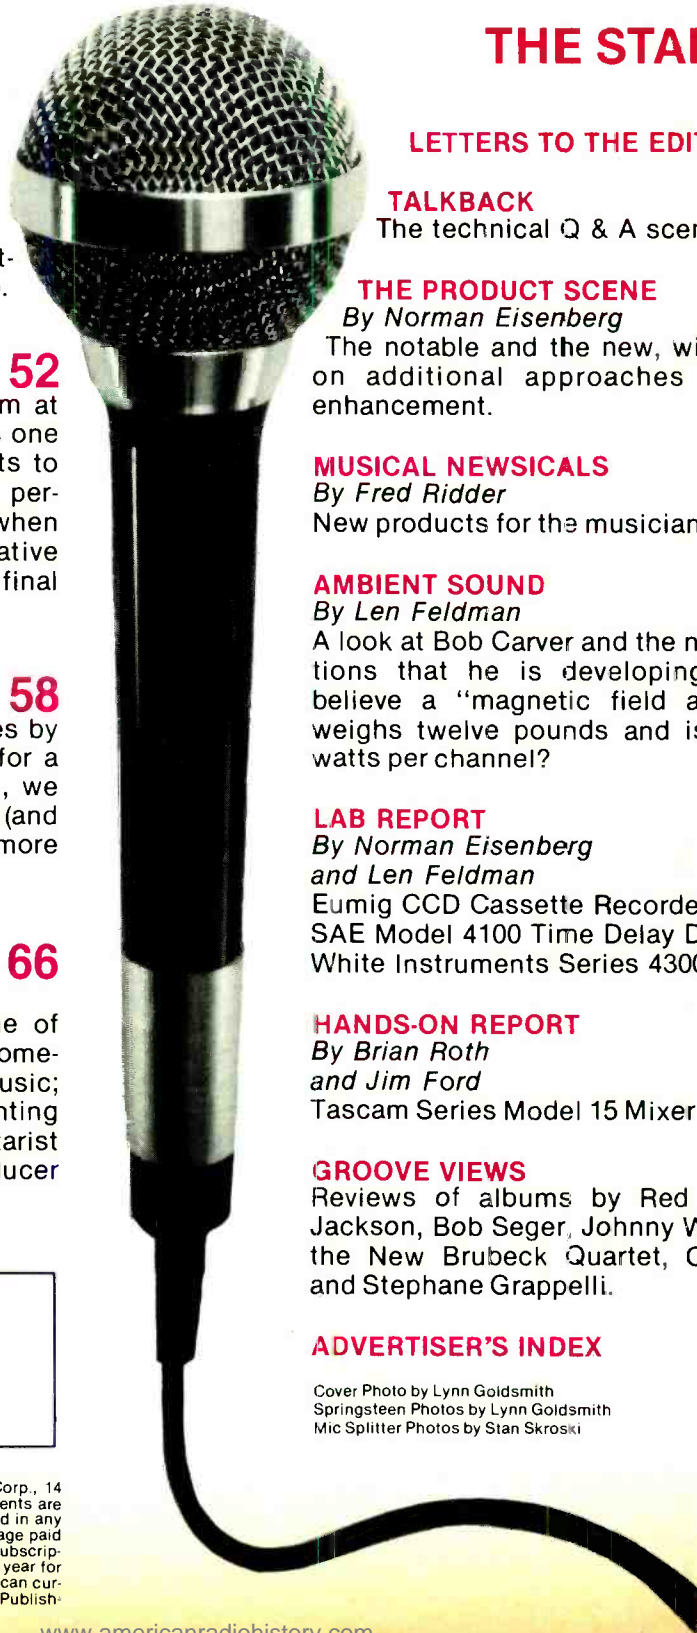 t-
.
52
m at
one
ts to
per-
when
ative
final
58
es by
for a
, we
(and
more
66
e of
ome-
usic;
nting
arist
ucer
Corp., 14
ents are
d in any
age paid
ubscrip-
year for
can cur-
Publish-
THE STA
LETTERS TO THE EDIT
TALKBACK
The technical Q & A scen
THE PRODUCT SCENE
By Norman Eisenberg
The notable and the new, wi
on additional approaches
enhancement.
MUSICAL NEWSICALS
By Fred Ridder
New products for the musician
AMBIENT SOUND
By Len Feldman
A look at Bob Carver and the n
tions that he is developing
believe a “magnetic field a
weighs twelve pounds and is
watts per channel?
LAB REPORT
By Norman Eisenberg
and Len Feldman
Eumig CCD Cassette Recorde
SAE Model 4100 Time Delay D
White Instruments Series 4300
HANDS-ON REPORT
By Brian Roth
and Jim Ford
Tascam Series Model 15 Mixer
GROOVE VIEWS
Reviews of albums by Red
Jackson, Bob Seger, Johnny W
the New Brubeck Quartet, C
and Stephane Grappelli.
ADVERTISER'S INDEX
Cover Photo by Lynn Goldsmith
Springsteen Photos by Lynn Goldsmith
Mic Splitter Photos by Stan Skroski
www.americanradiohistory.com